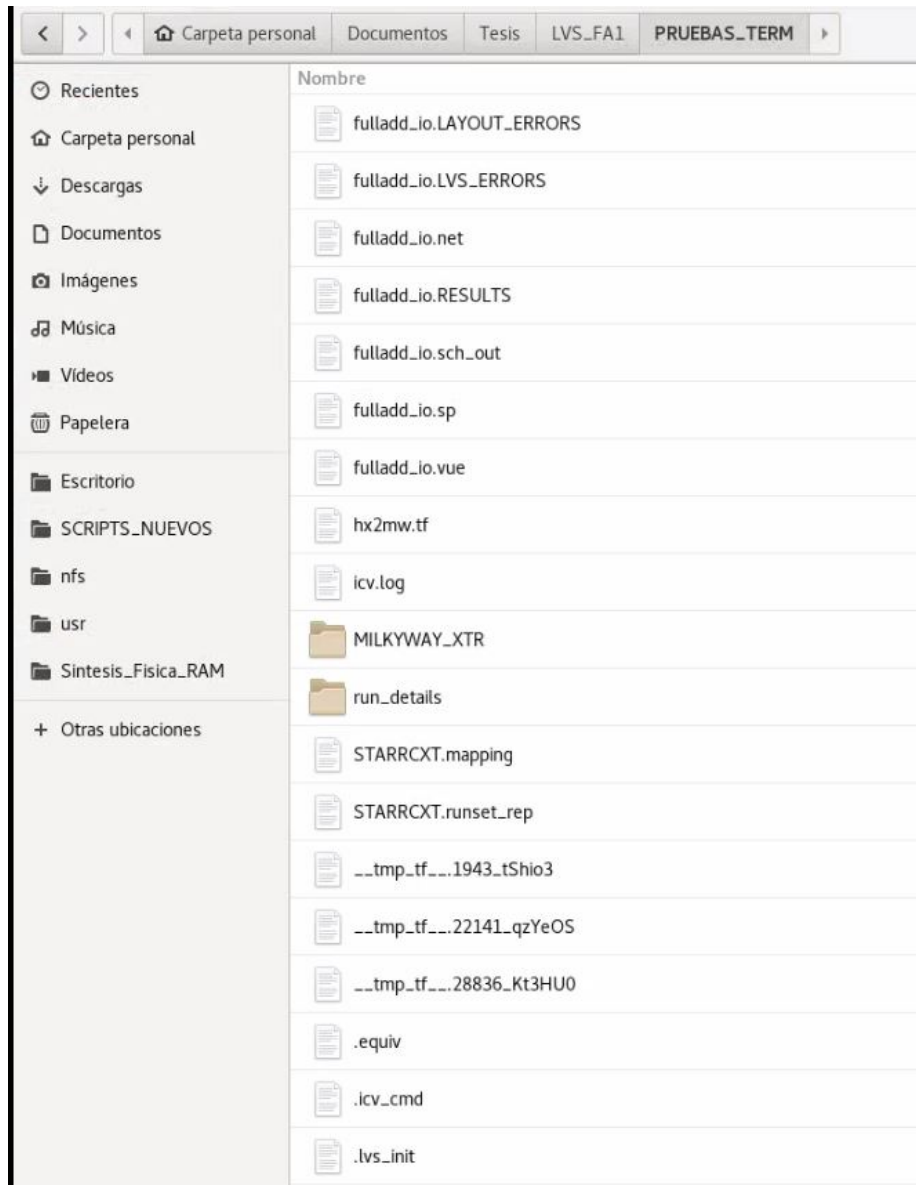 Carpeta personal Documentos Tesis LVS_FA1 PRUEBAS_TERM
Recientes
Carpeta personal
Descargas
Documentos
Imágenes
Música
Vídeos
Papelera
Escritorio
SCRIPTS_NUEVOS
nfs
usr
Sintesis_Fisica_RAM
+ Otras ubicaciones
Nombre
fulladd_io.LAYOUT_ERRORS
fulladd_io.LVS_ERRORS
fulladd_io.net
fulladd_io.RESULTS
fulladd_io.sch_out
fulladd_io.sp
fulladd_io.vue
hx2mw.tf
icv.log
MILKYWAY_XTR
run_details
STARRCXT.mapping
STARRCXT.runset_rep
__tmp_tf__.1943_tShio3
__tmp_tf__.22141_qzYeOS
__tmp_tf__.28836_Kt3HU0
.equiv
.icv_cmd
.lvs_init